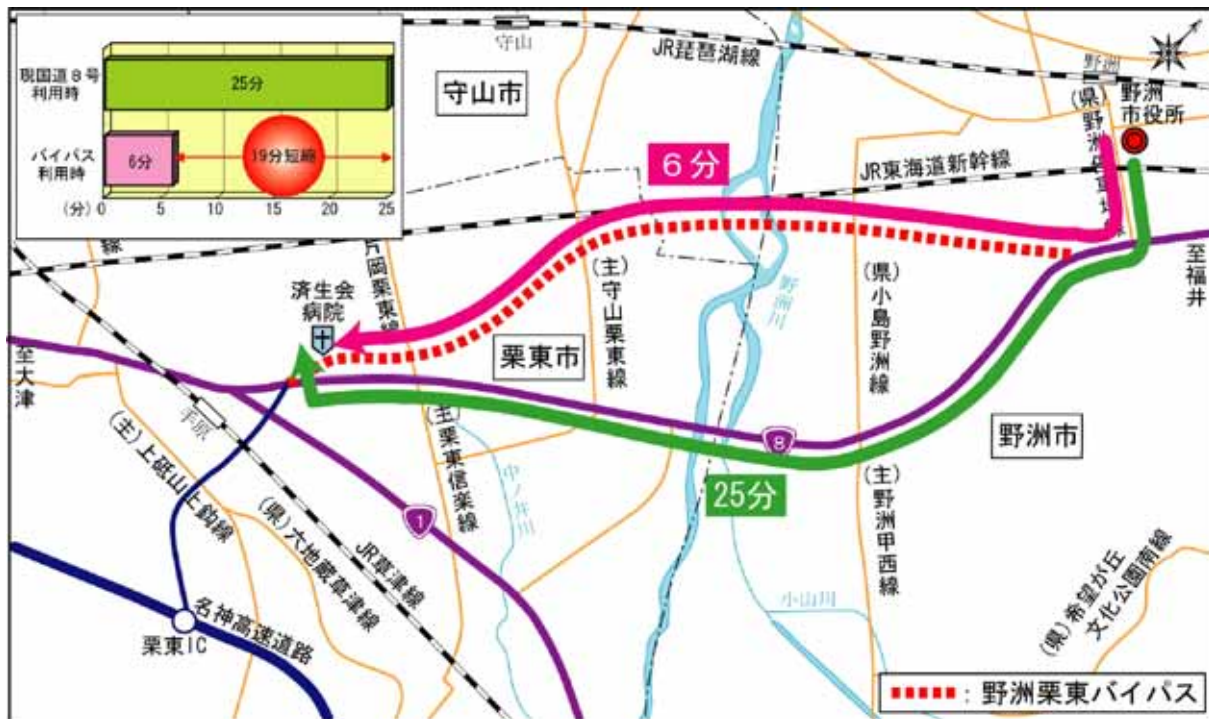 現国道８号
利用時
25分
バイパス
利用時
6分
19分短縮
(分) 0 5 10 15 20 25
守山
JR琵琶湖線
守山市
野洲
野洲
市役所
6分
JR東海道新幹線
至福井
線
片岡栗東線
済生会
病院
(主)守山栗東線
野洲川
(県)小島野洲線
栗東市
至大津
手原
(主)栗東信楽線
8
野洲市
25分
(主)上砥山上鈎線
中ノ井川
1
(主)野洲甲西線
(県)六地蔵草津線
JR草津線
小山川
(県)希望が丘
文化公園南線
名神高速道路
栗東IC
：野洲栗東バイパス